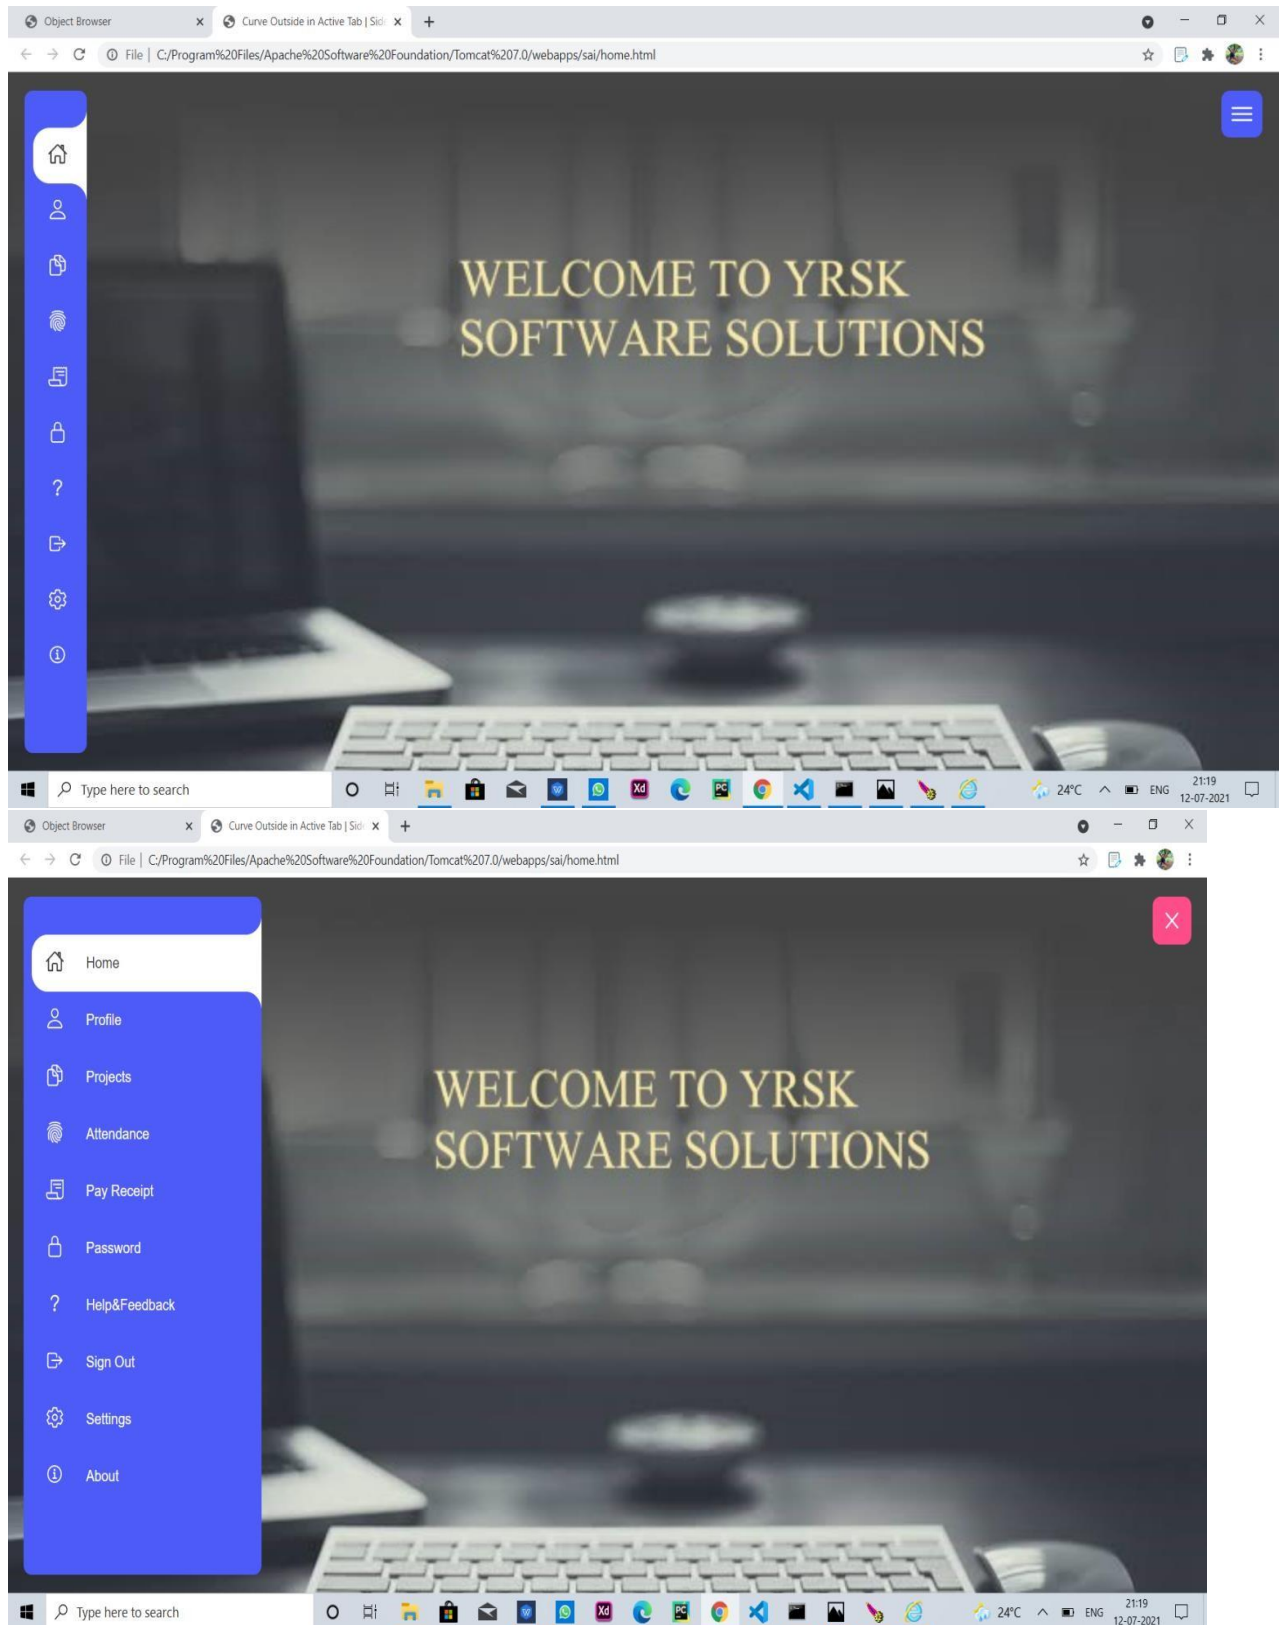 Object Browser
Curve Outside in Active Tab | Sid
File | C:/Program%20Files/Apache%20Software%20Foundation/Tomcat%207.0/webapps/sai/home.html
WELCOME TO YRSK
SOFTWARE SOLUTIONS
Type here to search
24°C
ENG
21:19
12-07-2021
Object Browser
Curve Outside in Active Tab | Sid
File | C:/Program%20Files/Apache%20Software%20Foundation/Tomcat%207.0/webapps/sai/home.html
Home
Profile
Projects
Attendance
Pay Receipt
Password
Help&Feedback
Sign Out
Settings
About
WELCOME TO YRSK
SOFTWARE SOLUTIONS
Type here to search
Xd
PC
24°C
ENG
21:19
12-07-2021